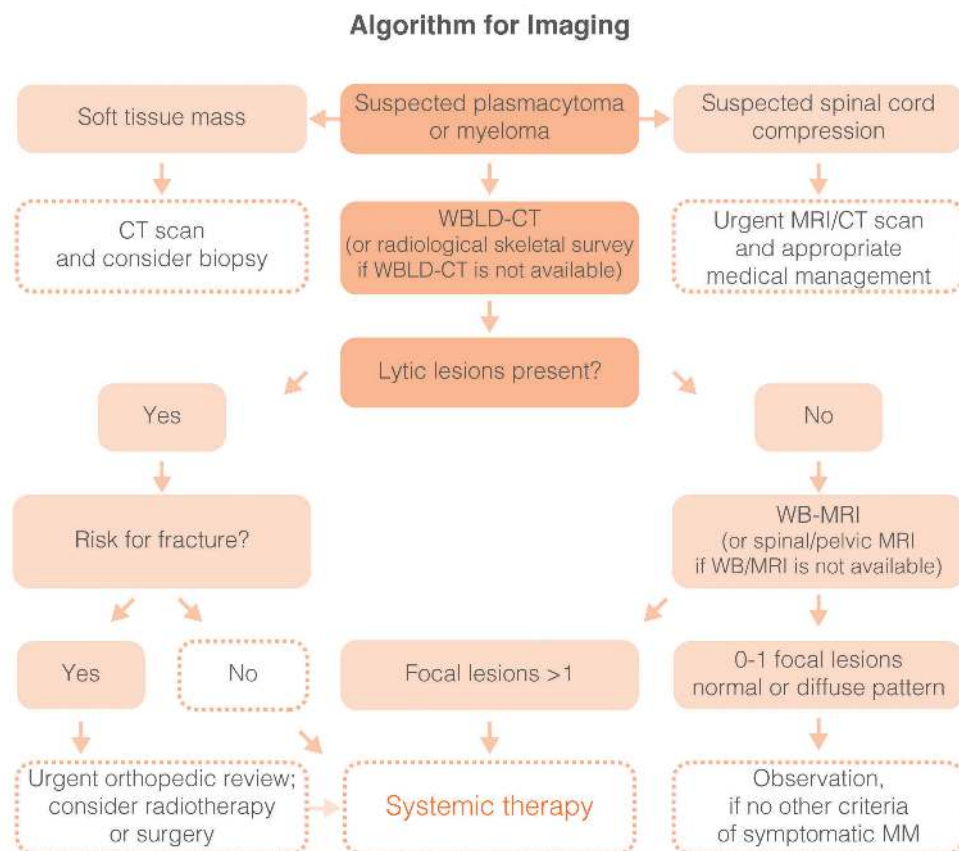 Algorithm for Imaging
Soft tissue mass
Suspected plasmacytoma
or myeloma
Suspected spinal cord
compression
CT scan
and consider biopsy
WBLD-CT
(or radiological skeletal survey
if WBLD-CT is not available)
Urgent MRI/CT scan
and appropriate
medical management
Lytic lesions present?
Yes
No
Risk for fracture?
WB-MRI
(or spinal/pelvic MRI
if WB/MRI is not available)
Yes
No
Focal lesions >1
0-1 focal lesions
normal or diffuse pattern
Urgent orthopedic review;
consider radiotherapy
or surgery
Systemic therapy
Observation,
if no other criteria
of symptomatic MM